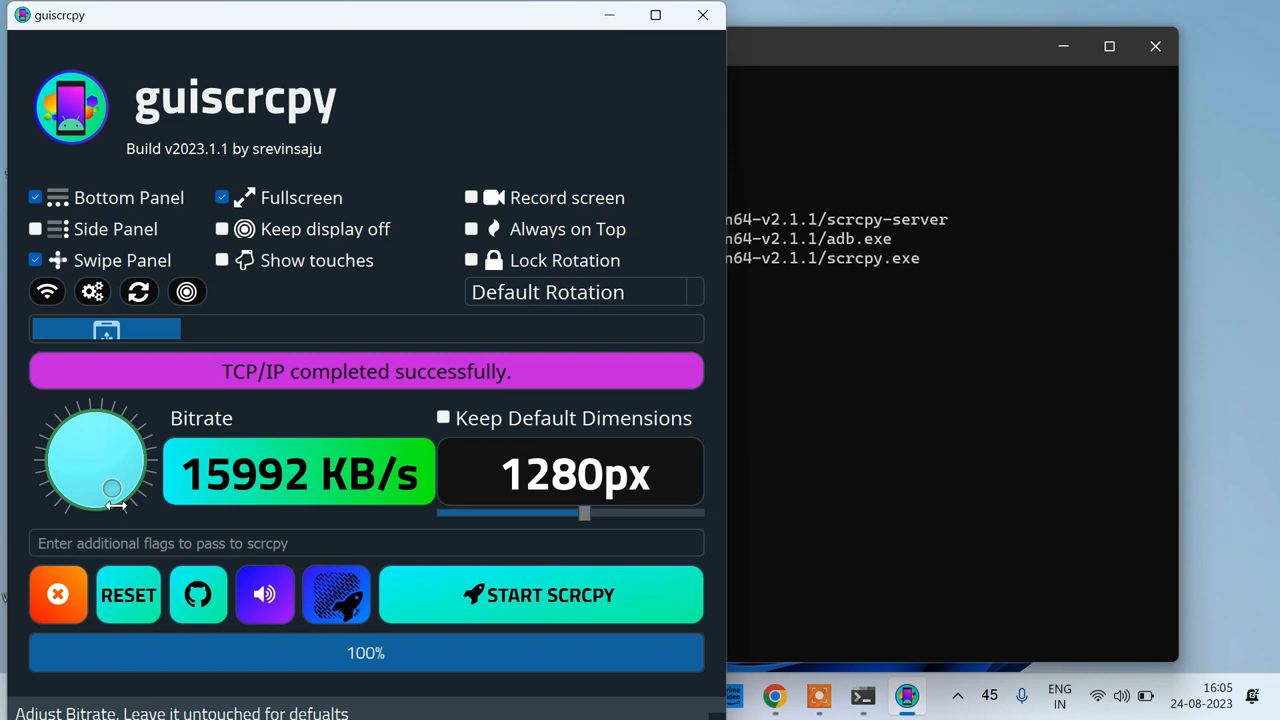 guiscrcpy
guiscrcpy
Build v2023.1.1 by srevinsaju
Bottom Panel
Fullscreen
Record screen
Side Panel
Keep display off
Always on Top
Swipe Panel
Show touches
Lock Rotation
Default Rotation
TCP/IP completed successfully.
Bitrate
Keep Default Dimensions
15992 KB/s
1280px
Enter additional flags to pass to scrcpy
RESET
START SCRCPY
100%
Adjust Bitrate. Leave it untouched for defualts
n64-v2.1.1/scrcpy-server
n64-v2.1.1/adb.exe
n64-v2.1.1/scrcpy.exe
prime
video
45
ENG
IN
16:05
24-08-2023